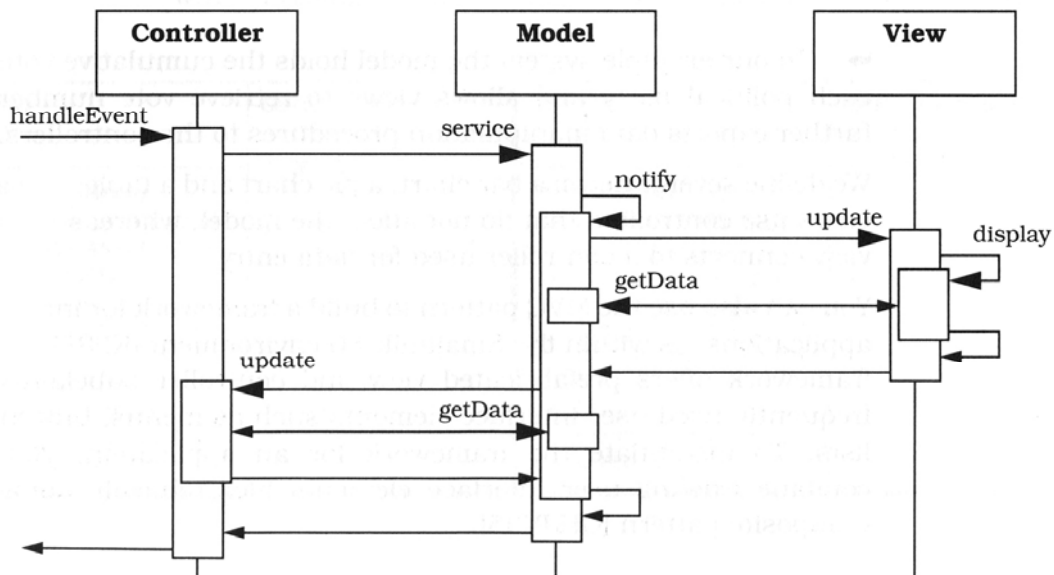 Controller
Model
View
handleEvent
service
notify
update
display
getData
update
getData